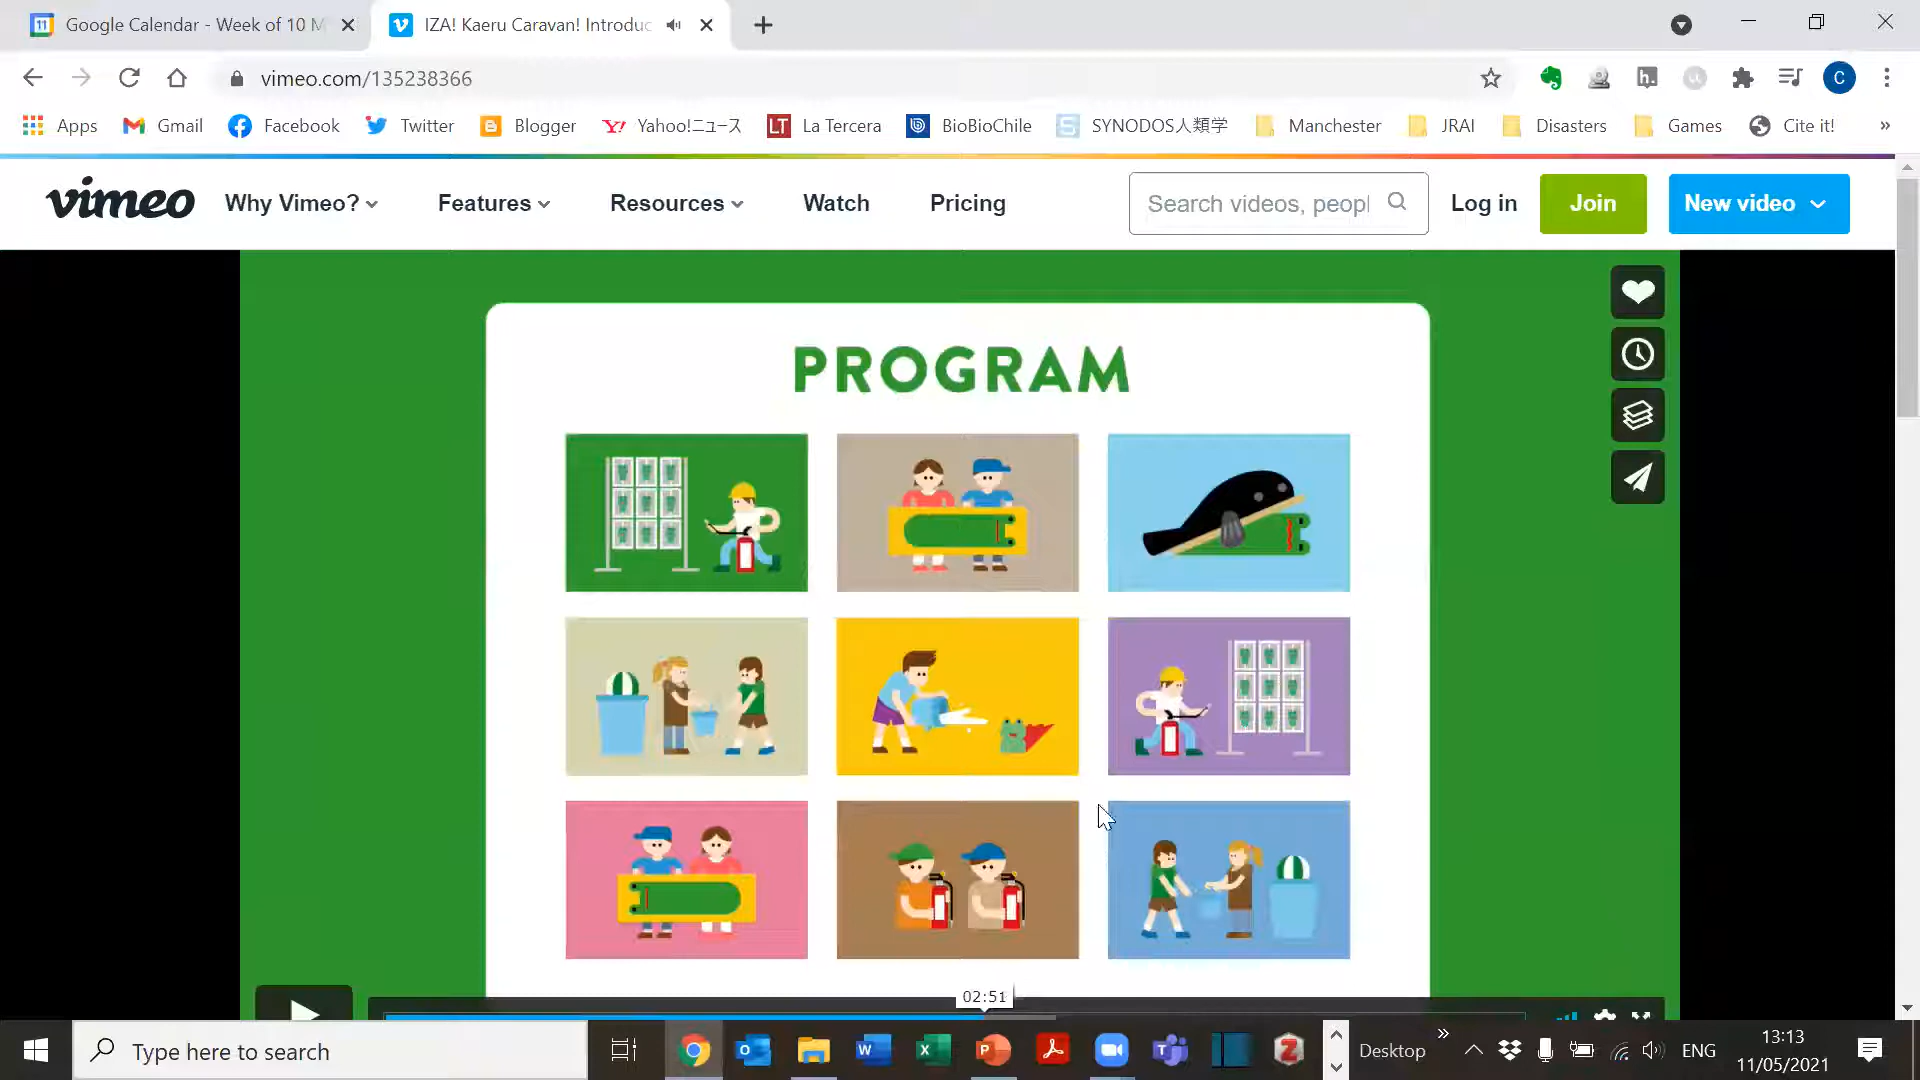 Google Calendar - Week of 10 M
IZA! Kaeru Caravan! Introduc
vimeo.com/135238366
C
Apps
Gmail
Facebook
Twitter
Blogger
Yahoo!ニュース
La Tercera
BioBioChile
SYNODOS人類学
Manchester
JRAI
Disasters
Games
Cite it!
»
vimeo
Why Vimeo?
Features
Resources
Watch
Pricing
Search videos, peopl
Log in
Join
New video
PROGRAM
02:51
Type here to search
Desktop
»
ENG
13:13
11/05/2021